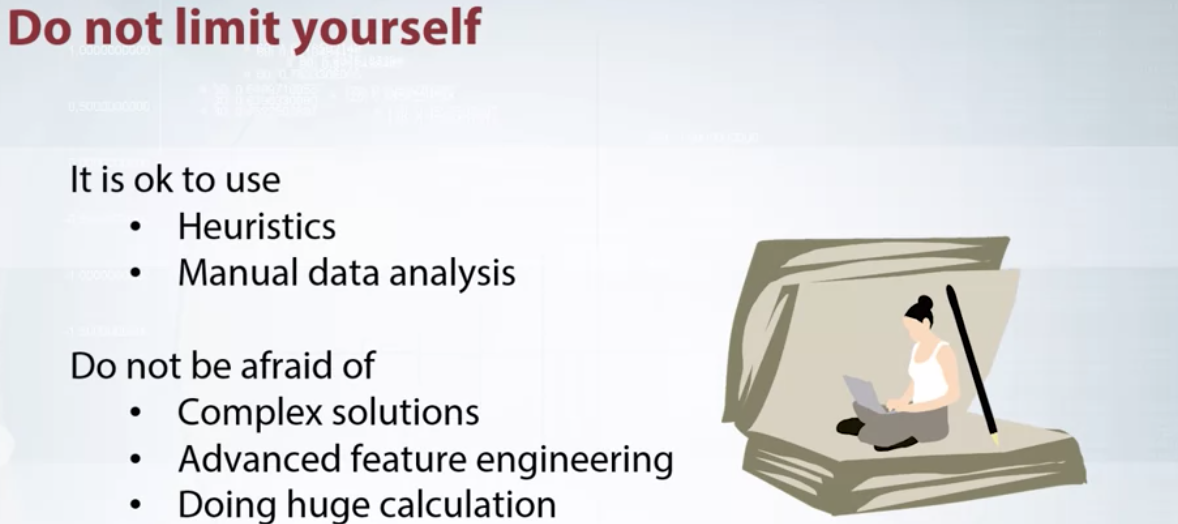 Do not limit yourself
It is ok to use
• Heuristics
• Manual data analysis
Do not be afraid of
• Complex solutions
• Advanced feature engineering
• Doing huge calculation